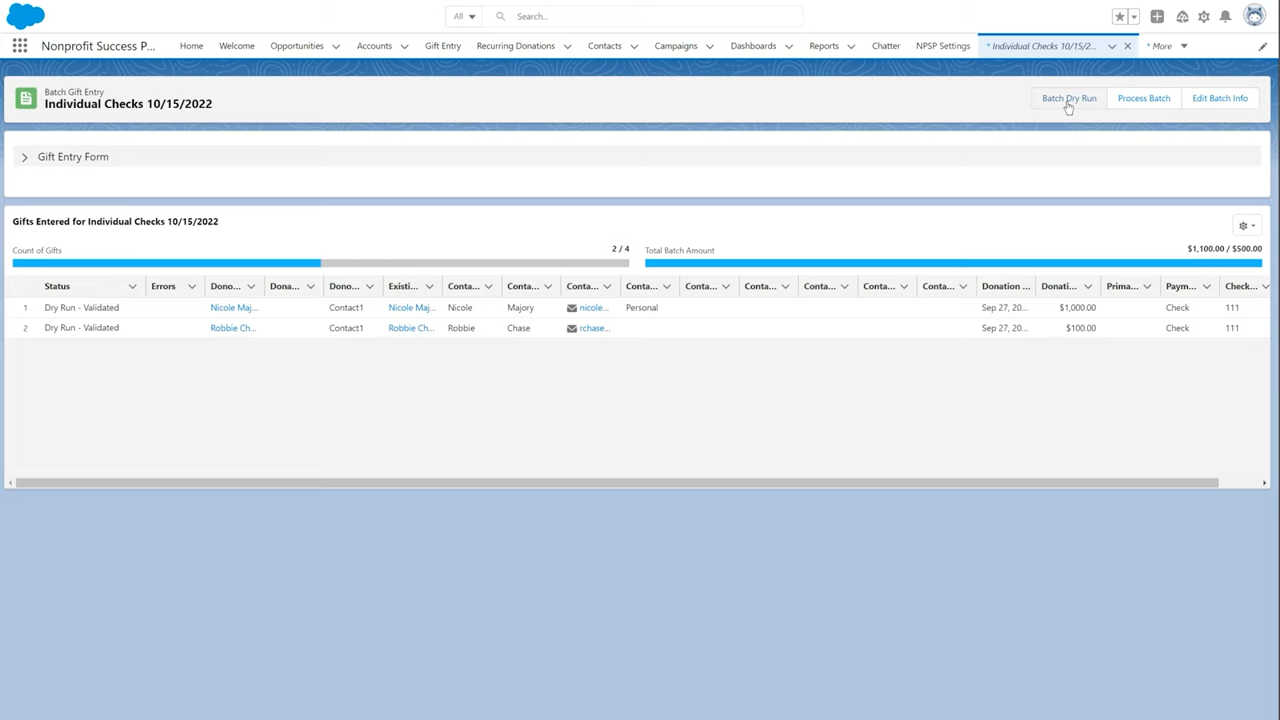 All
Search...
Nonprofit Success P...
Home
Welcome
Opportunities
Accounts
Gift Entry
Recurring Donations
Contacts
Campaigns
Dashboards
Reports
Chatter
NPSP Settings
* Individual Checks 10/15/2...
* More
Batch Gift Entry
Individual Checks 10/15/2022
Batch Dry Run
Process Batch
Edit Batch Info
Gift Entry Form
Gifts Entered for Individual Checks 10/15/2022
Count of Gifts 2 / 4
Total Batch Amount $1,100.00 / $500.00
Status Errors Dono... Dona... Dono... Existi... Conta... Conta... Conta... Conta... Conta... Conta... Conta... Conta... Conta... Donation ... Donati... Prima... Paym... Check...
1 Dry Run - Validated Nicole Maj... Contact1 Nicole Maj... Nicole Majory nicole... Personal Sep 27, 20... $1,000.00 Check 111
2 Dry Run - Validated Robbie Ch... Contact1 Robbie Ch... Robbie Chase rchase... Sep 27, 20... $100.00 Check 111